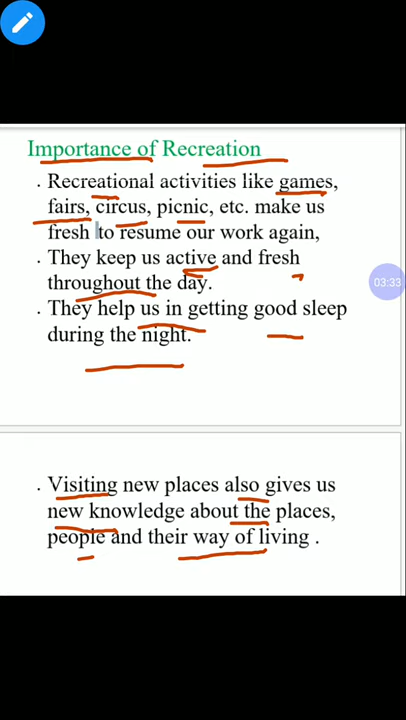 Importance of Recreation
. Recreational activities like games,
fairs, circus, picnic, etc. make us
fresh to resume our work again,
. They keep us active and fresh
throughout the day.
03:33
. They help us in getting good sleep
during the night.
. Visiting new places also gives us
new knowledge about the places,
people and their way of living .